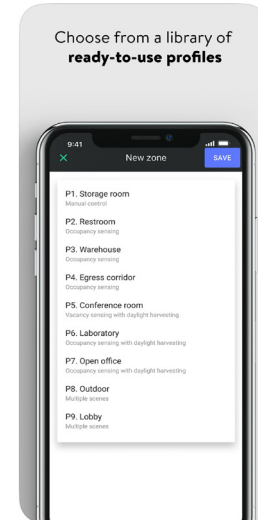 Choose from a library of
ready-to-use profiles
9:41
New zone
SAVE
P1. Storage room
Manual control
P2. Restroom
Occupancy sensing
P3. Warehouse
Occupancy sensing
P4. Egress corridor
Occupancy sensing
P5. Conference room
Vacancy sensing with daylight harvesting
P6. Laboratory
Occupancy sensing with daylight harvesting
P7. Open office
Occupancy sensing with daylight harvesting
P8. Outdoor
Multiple scenes
P9. Lobby
Multiple scenes